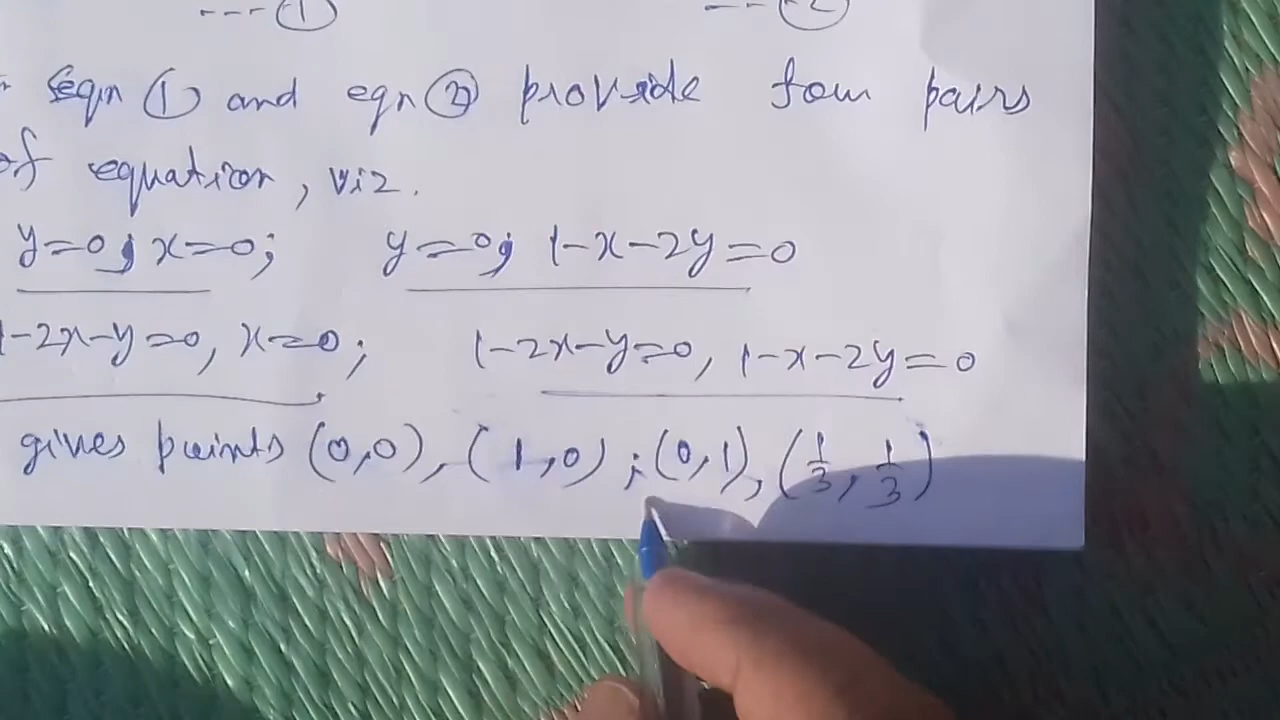 ---① ---②
Eqn ① and eqn ② provide four pairs
of equation, viz.
y=0; x=0; y=0; 1-x-2y=0
1-2x-y=0, x=0; 1-2x-y=0, 1-x-2y=0
gives points (0,0), (1,0); (0,1), (1/3, 1/3)